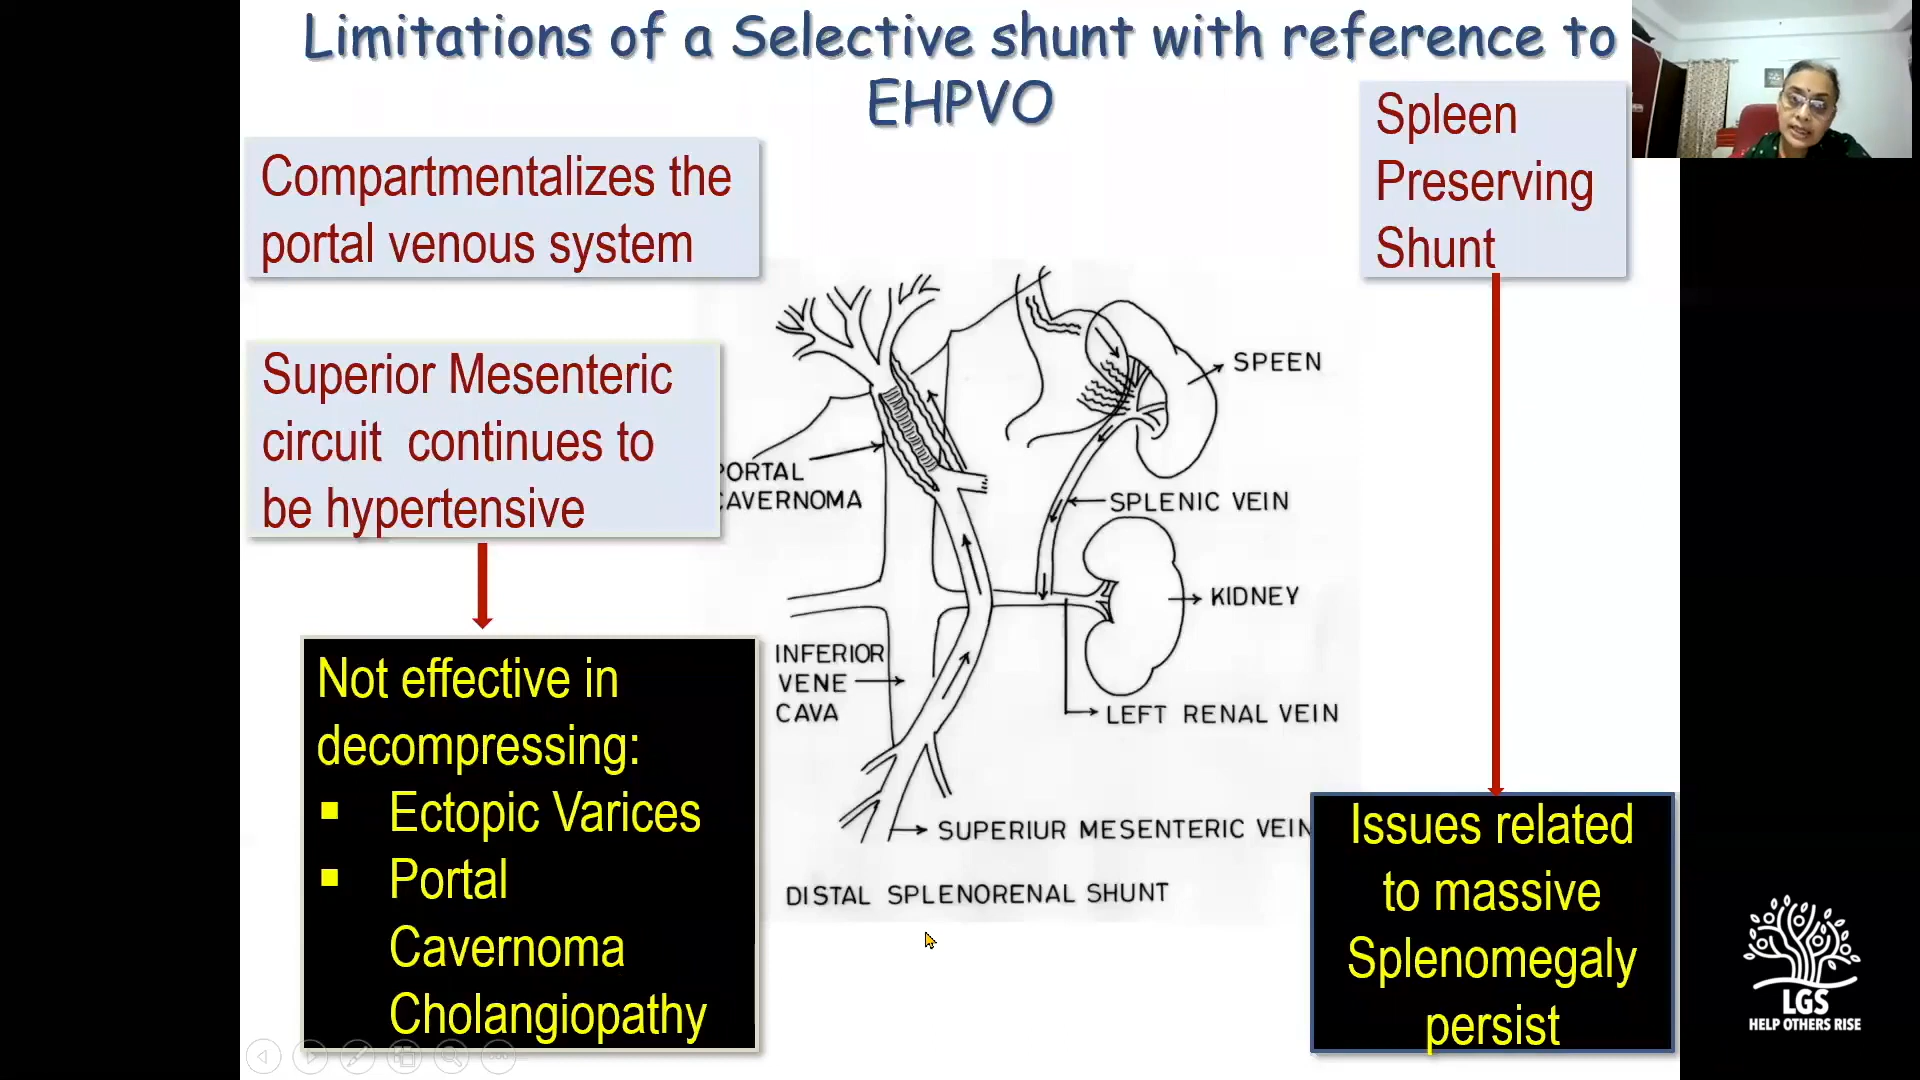 Limitations of a Selective shunt with reference to
EHPVO
Compartmentalizes the
portal venous system
Spleen
Preserving
Shunt
Superior Mesenteric
circuit continues to
be hypertensive
Not effective in
decompressing:
▪ Ectopic Varices
▪ Portal
Cavernoma
Cholangiopathy
SPEEN
PORTAL
CAVERNOMA
SPLENIC VEIN
KIDNEY
INFERIOR
VENE
CAVA
LEFT RENAL VEIN
SUPERIUR MESENTERIC VEIN
DISTAL SPLENORENAL SHUNT
Issues related
to massive
Splenomegaly
persist
LGS
HELP OTHERS RISE